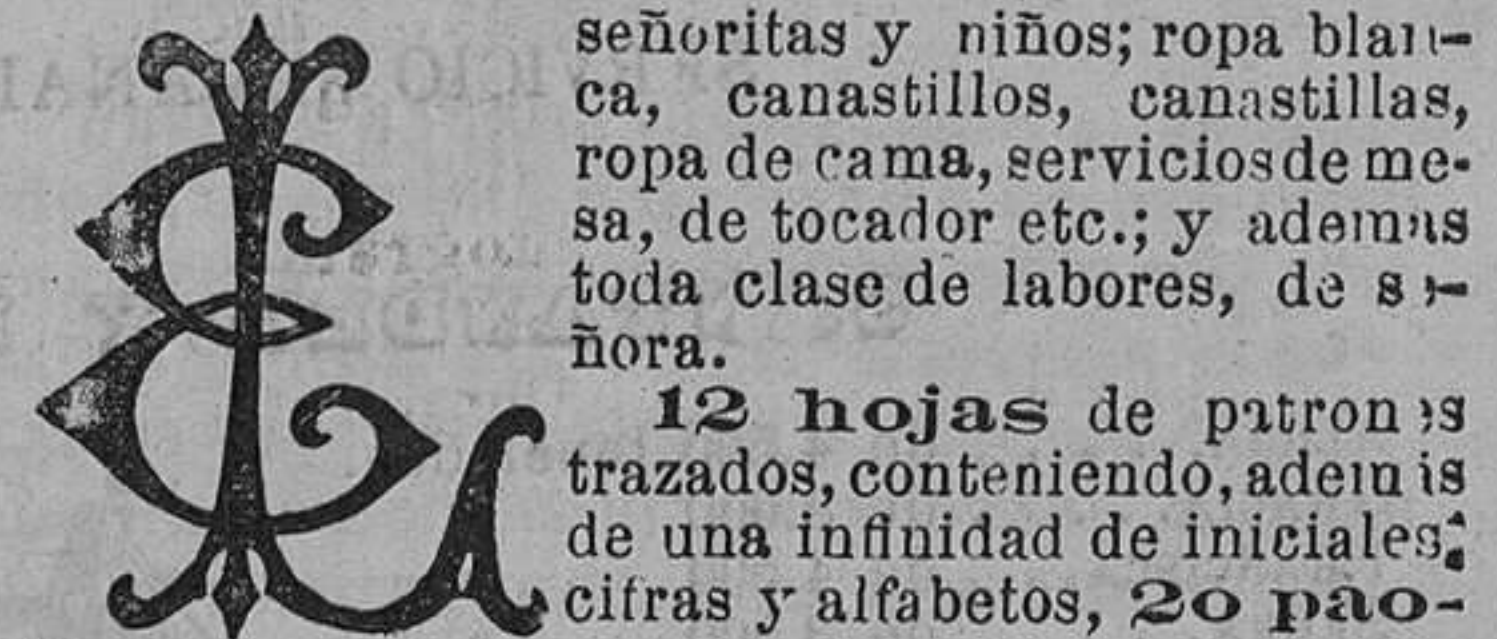 señoritas y niños; ropa blan-
ca, canastillos, canastillas,
ropa de cama, servicios de me-
sa, de tocador etc.; y ademas
toda clase de labores, de se-
ñora.
12 hojas de patrones
trazados, conteniendo, ademas
de una infinidad de iniciales,
cifras y alfabetos, 20 pao-